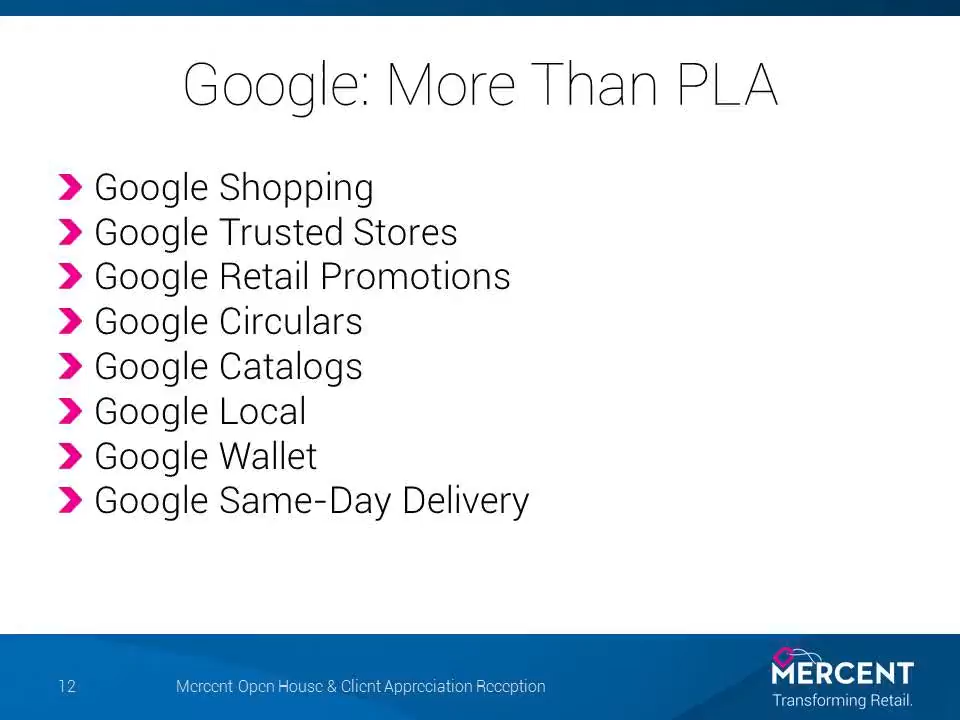 Google: More Than PLA
Google Shopping
Google Trusted Stores
Google Retail Promotions
Google Circulars
Google Catalogs
Google Local
Google Wallet
Google Same-Day Delivery
12
Mercent Open House & Client Appreciation Reception
MERCENT
Transforming Retail.